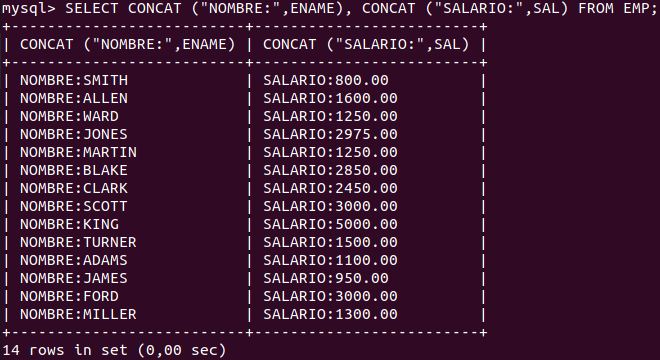 mysql> SELECT CONCAT ("NOMBRE:",ENAME), CONCAT ("SALARIO:",SAL) FROM EMP;
+--------------------------+-------------------------+
| CONCAT ("NOMBRE:",ENAME) | CONCAT ("SALARIO:",SAL) |
+--------------------------+-------------------------+
| NOMBRE:SMITH             | SALARIO:800.00          |
| NOMBRE:ALLEN             | SALARIO:1600.00         |
| NOMBRE:WARD              | SALARIO:1250.00         |
| NOMBRE:JONES             | SALARIO:2975.00         |
| NOMBRE:MARTIN            | SALARIO:1250.00         |
| NOMBRE:BLAKE             | SALARIO:2850.00         |
| NOMBRE:CLARK             | SALARIO:2450.00         |
| NOMBRE:SCOTT             | SALARIO:3000.00         |
| NOMBRE:KING              | SALARIO:5000.00         |
| NOMBRE:TURNER            | SALARIO:1500.00         |
| NOMBRE:ADAMS             | SALARIO:1100.00         |
| NOMBRE:JAMES             | SALARIO:950.00          |
| NOMBRE:FORD              | SALARIO:3000.00         |
| NOMBRE:MILLER            | SALARIO:1300.00         |
+--------------------------+-------------------------+
14 rows in set (0,00 sec)